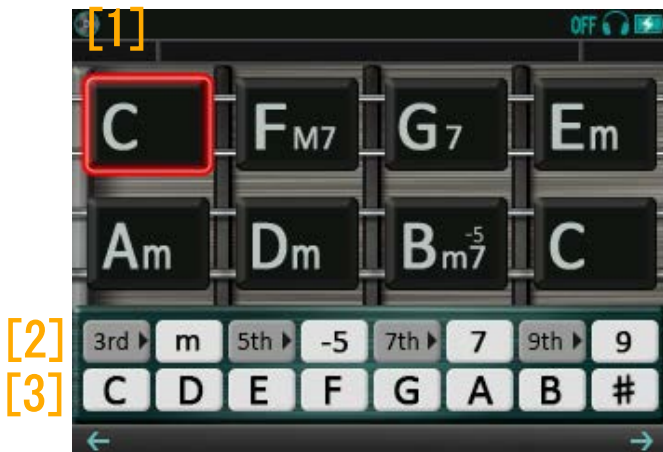 [1] OFF
C FM7 G7 Em
Am Dm Bm7-5 C
[2] 3rd m 5th -5 7th 7 9th 9
[3] C D E F G A B #
← →